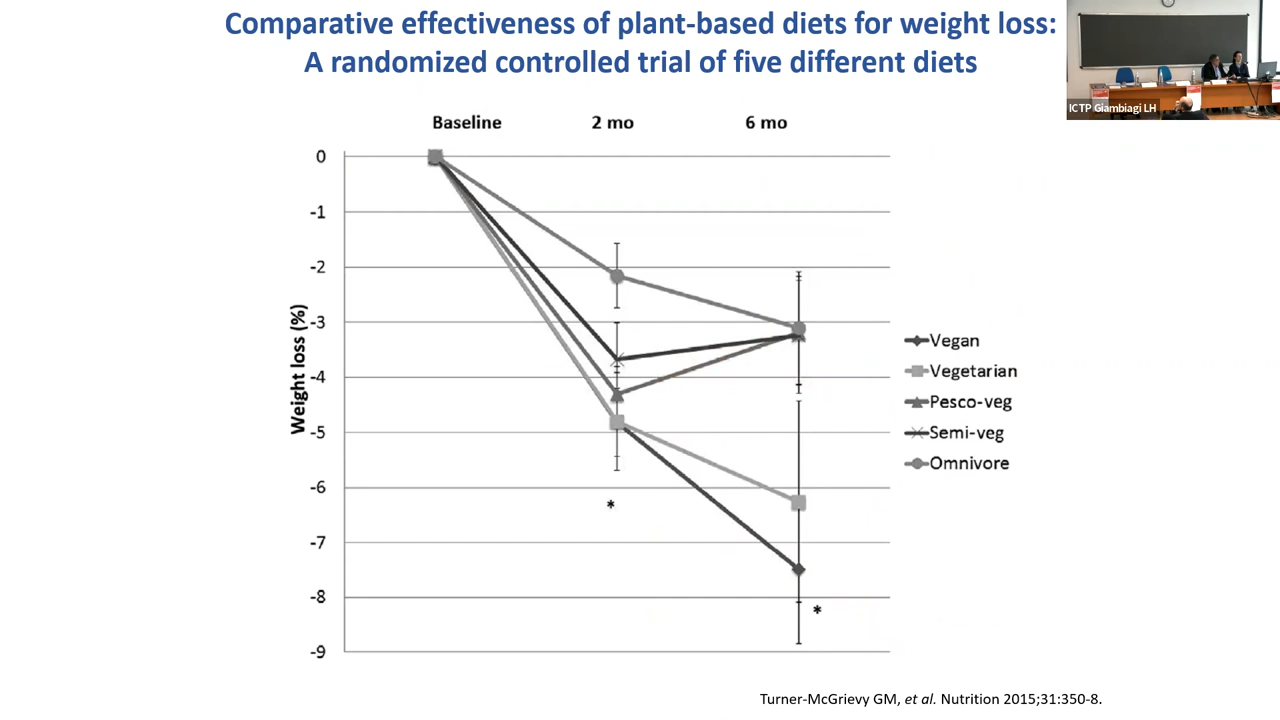 Comparative effectiveness of plant-based diets for weight loss:
A randomized controlled trial of five different diets
ICTP Giambiagi LH
Baseline 2 mo 6 mo
0
-1
-2
-3
-4
-5
-6
-7
-8
-9
Weight loss (%)
*
*
Vegan
Vegetarian
Pesco-veg
Semi-veg
Omnivore
Turner-McGrievy GM, et al. Nutrition 2015;31:350-8.